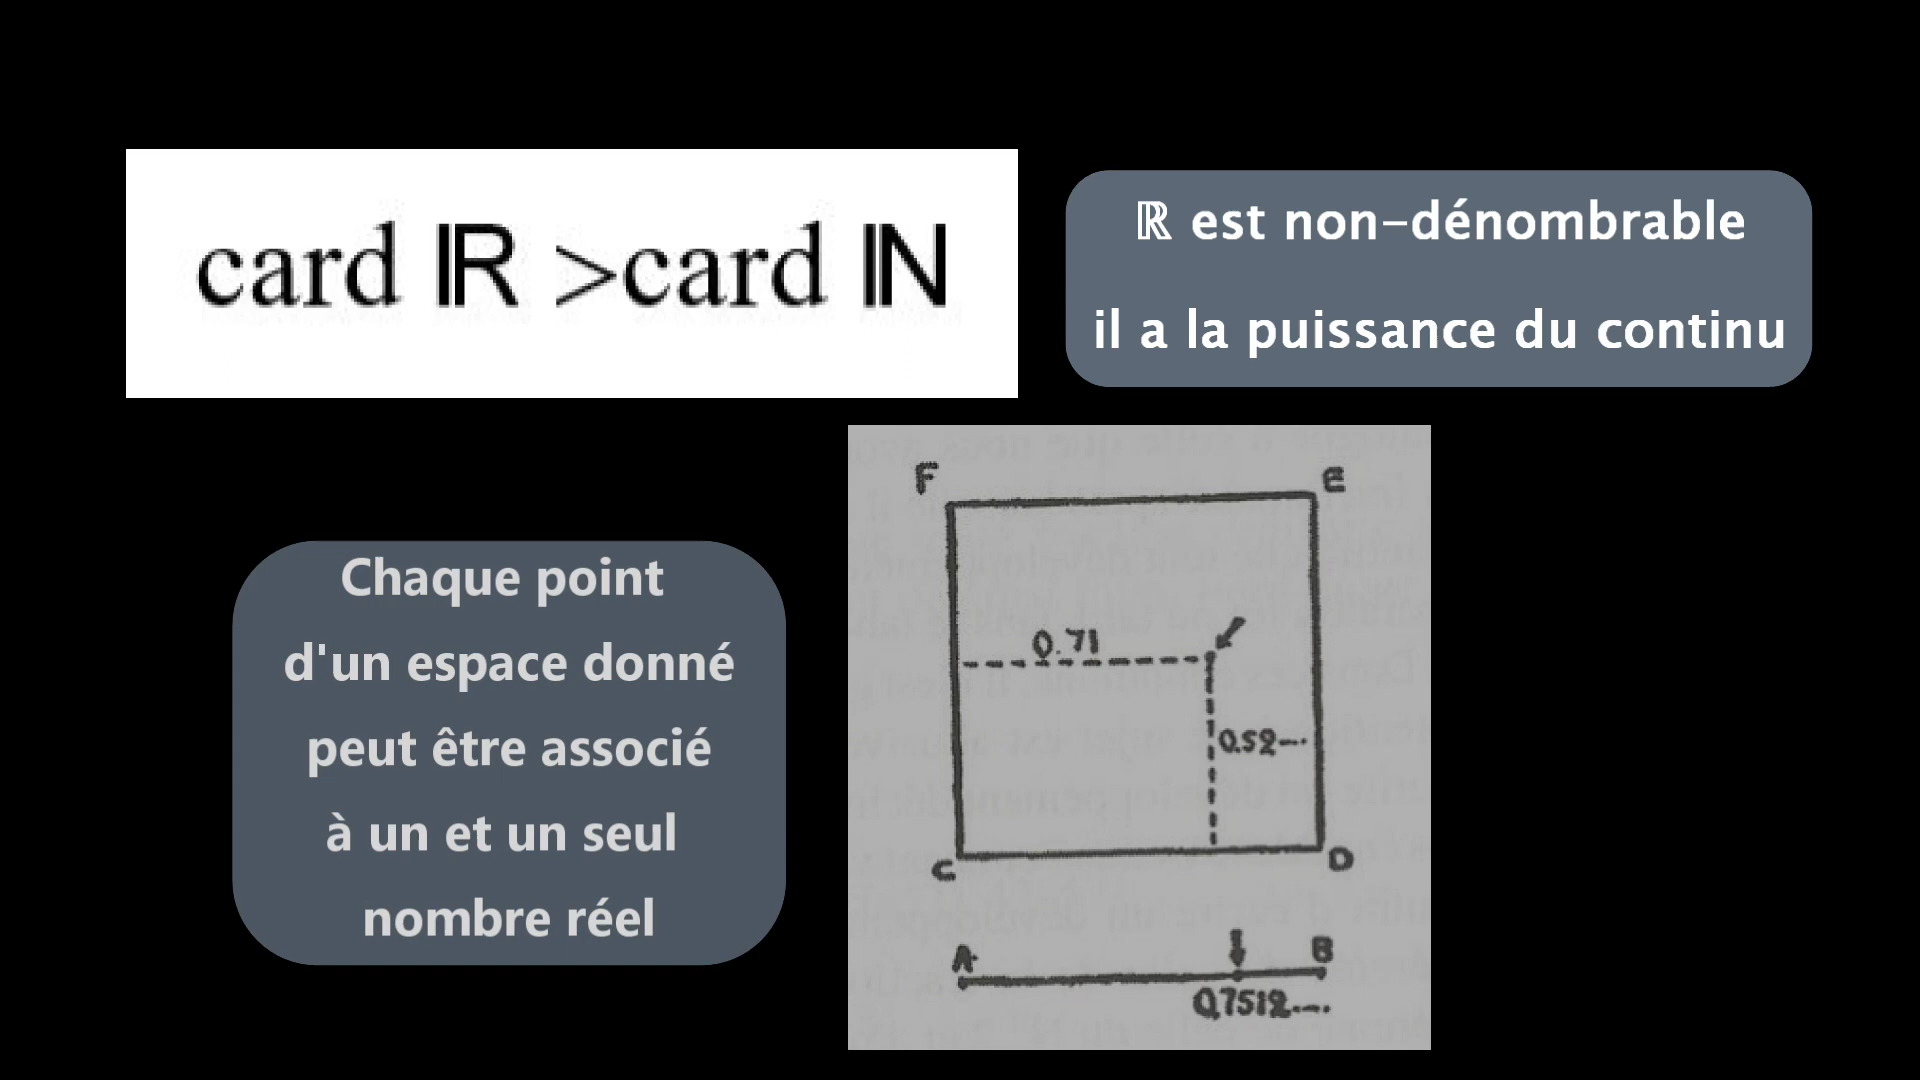 card ℝ >card ℕ
ℝ est non-dénombrable
il a la puissance du continu
Chaque point
d'un espace donné
peut être associé
à un et un seul
nombre réel
F E
0.71
0.52...
C D
A B
0,7512....